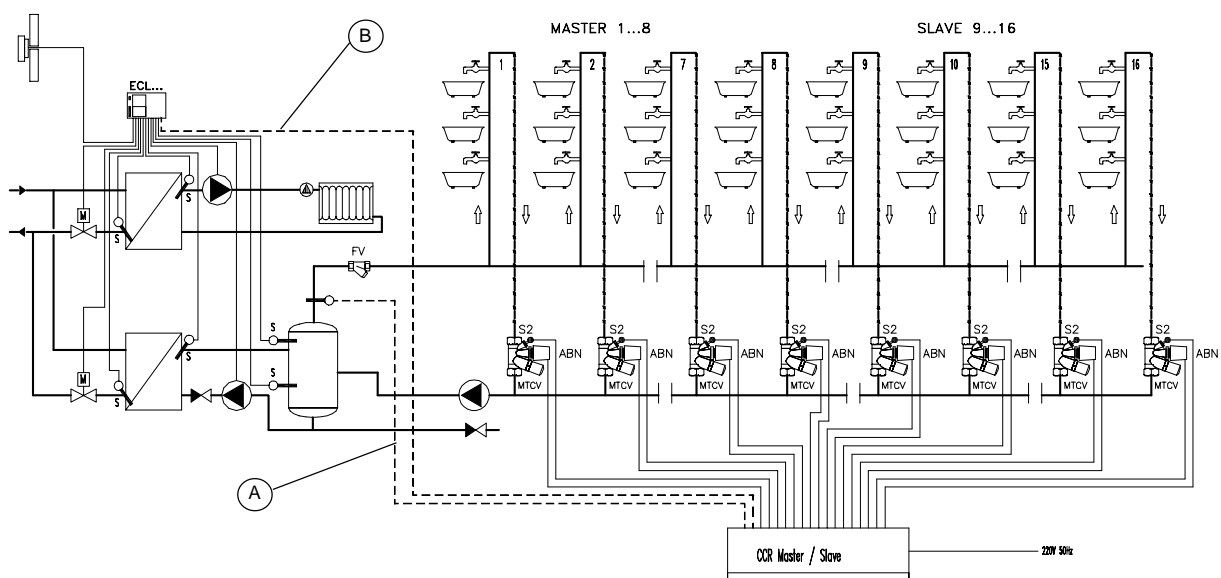 MASTER 1...8
SLAVE 9...16
B
ECL...
1
2
7
8
9
10
15
16
S
M
S
FV
S
S
M
S
S
S2
ABN
MTCV
S2
ABN
MTCV
S2
ABN
MTCV
S2
ABN
MTCV
S2
ABN
MTCV
S2
ABN
MTCV
S2
ABN
MTCV
S2
ABN
MTCV
A
CCR Master / Slave
220V 50Hz